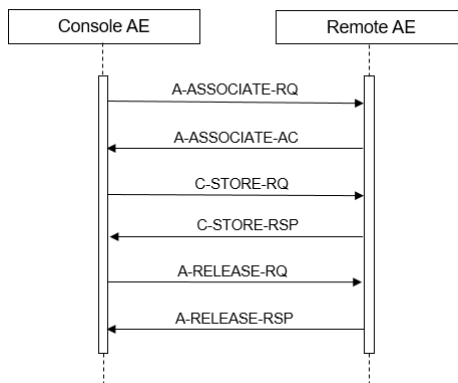 Console AE
Remote AE
A-ASSOCIATE-RQ
A-ASSOCIATE-AC
C-STORE-RQ
C-STORE-RSP
A-RELEASE-RQ
A-RELEASE-RSP